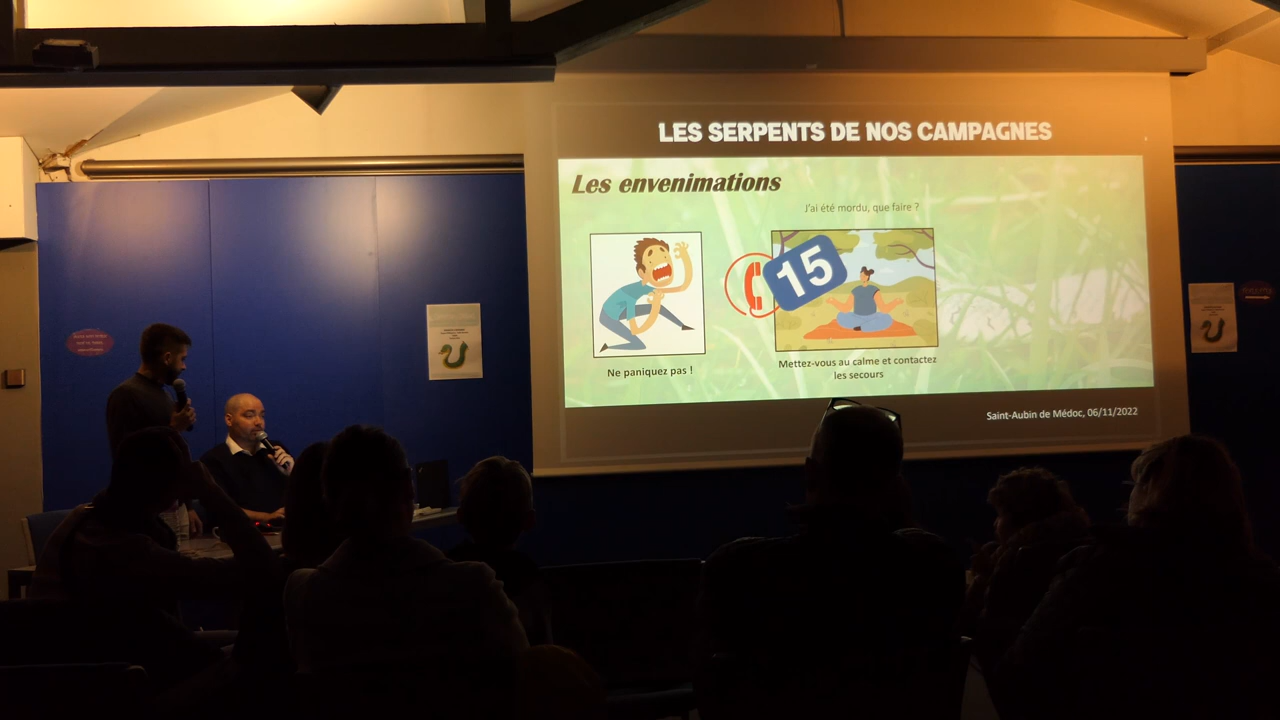 LES SERPENTS DE NOS CAMPAGNES
Les envenimations
J'ai été mordu, que faire ?
15
Ne paniquez pas !
Mettez-vous au calme et contactez
les secours
Saint-Aubin de Médoc, 06/11/2022